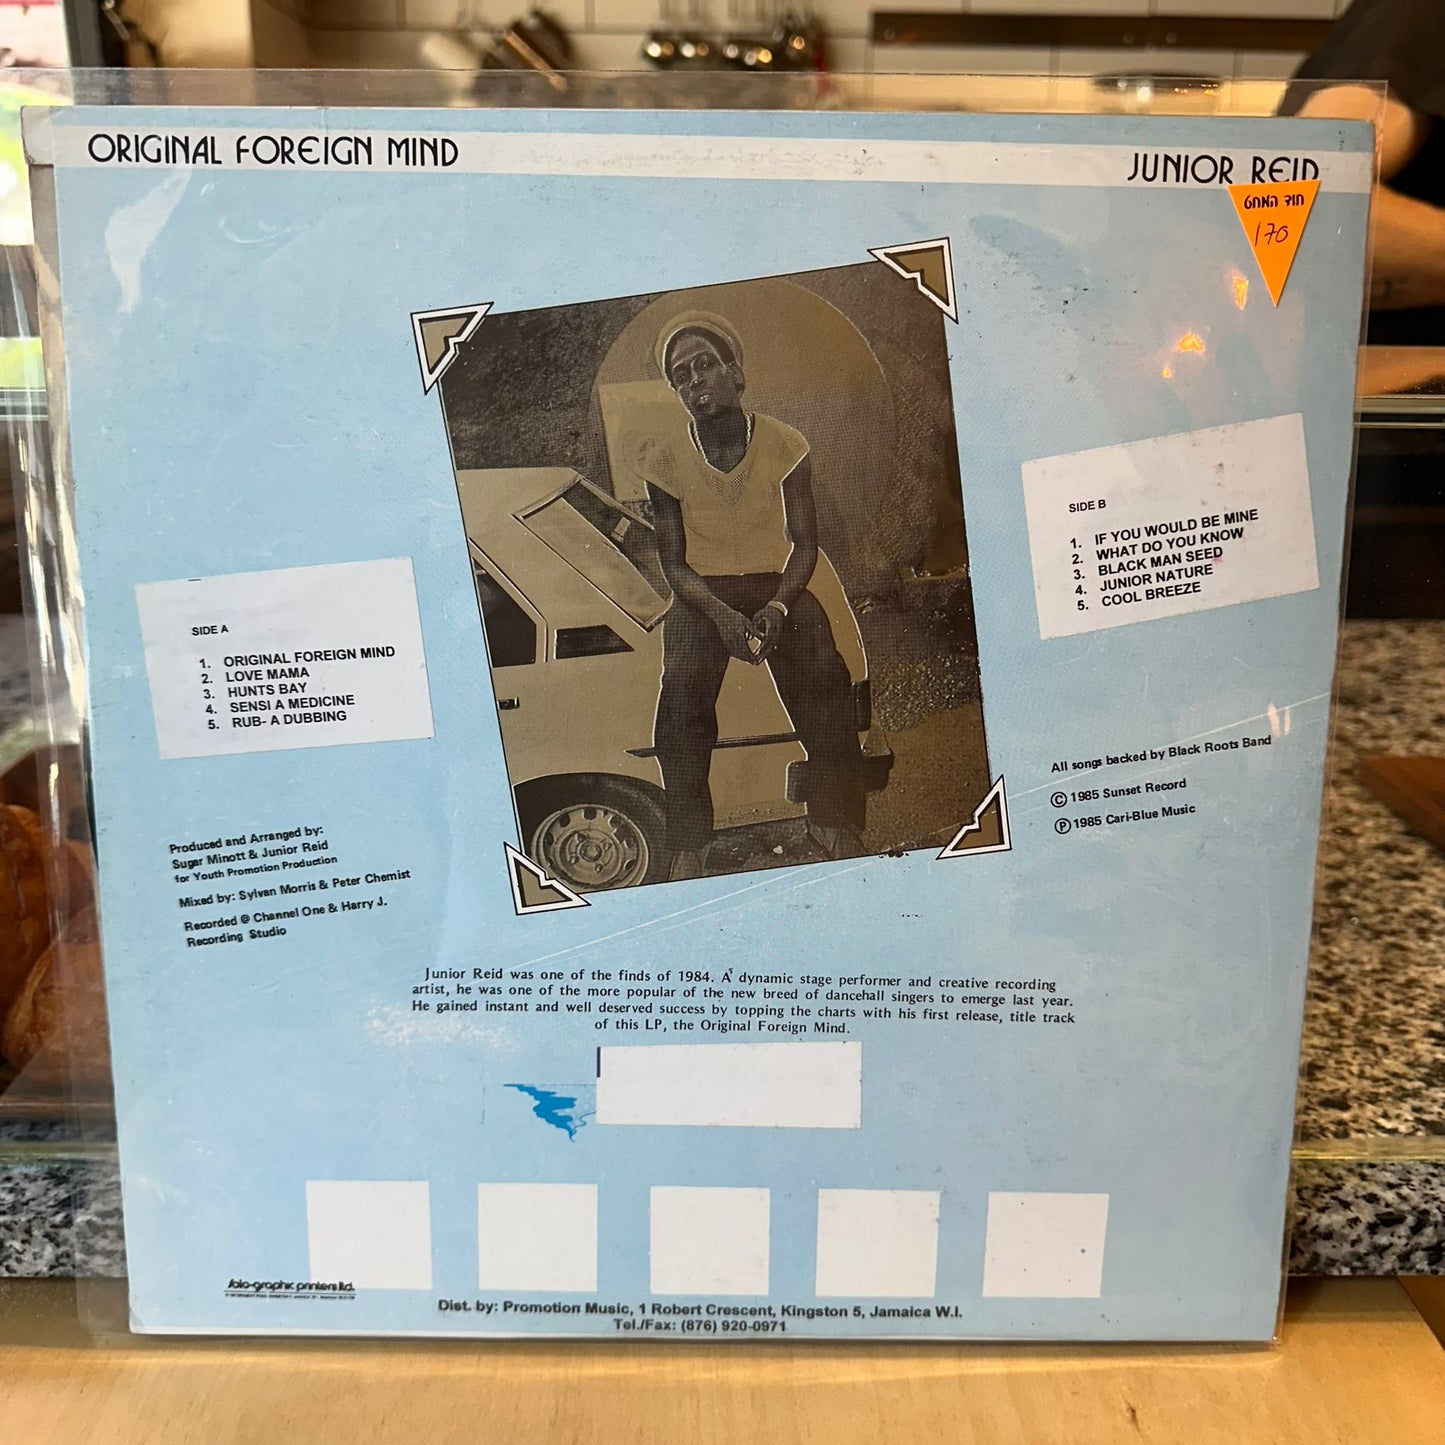 ORIGINAL FOREIGN MIND
JUNIOR REID
חוד המחט
170
SIDE A
1. ORIGINAL FOREIGN MIND
2. LOVE MAMA
3. HUNTS BAY
4. SENSI A MEDICINE
5. RUB- A DUBBING
SIDE B
1. IF YOU WOULD BE MINE
2. WHAT DO YOU KNOW
3. BLACK MAN SEED
4. JUNIOR NATURE
5. COOL BREEZE
All songs backed by Black Roots Band
Ⓒ 1985 Sunset Record
Ⓟ 1985 Cari-Blue Music
Produced and Arranged by:
Sugar Minott & Junior Reid
for Youth Promotion Production
Mixed by: Sylvan Morris & Peter Chemist
Recorded @ Channel One & Harry J.
Recording Studio
Junior Reid was one of the finds of 1984. A dynamic stage performer and creative recording
artist, he was one of the more popular of the new breed of dancehall singers to emerge last year.
He gained instant and well deserved success by topping the charts with his first release, title track
of this LP, the Original Foreign Mind.
solo-graphic printers ltd.
Dist. by: Promotion Music, 1 Robert Crescent, Kingston 5, Jamaica W.I.
Tel./Fax: (876) 920-0971